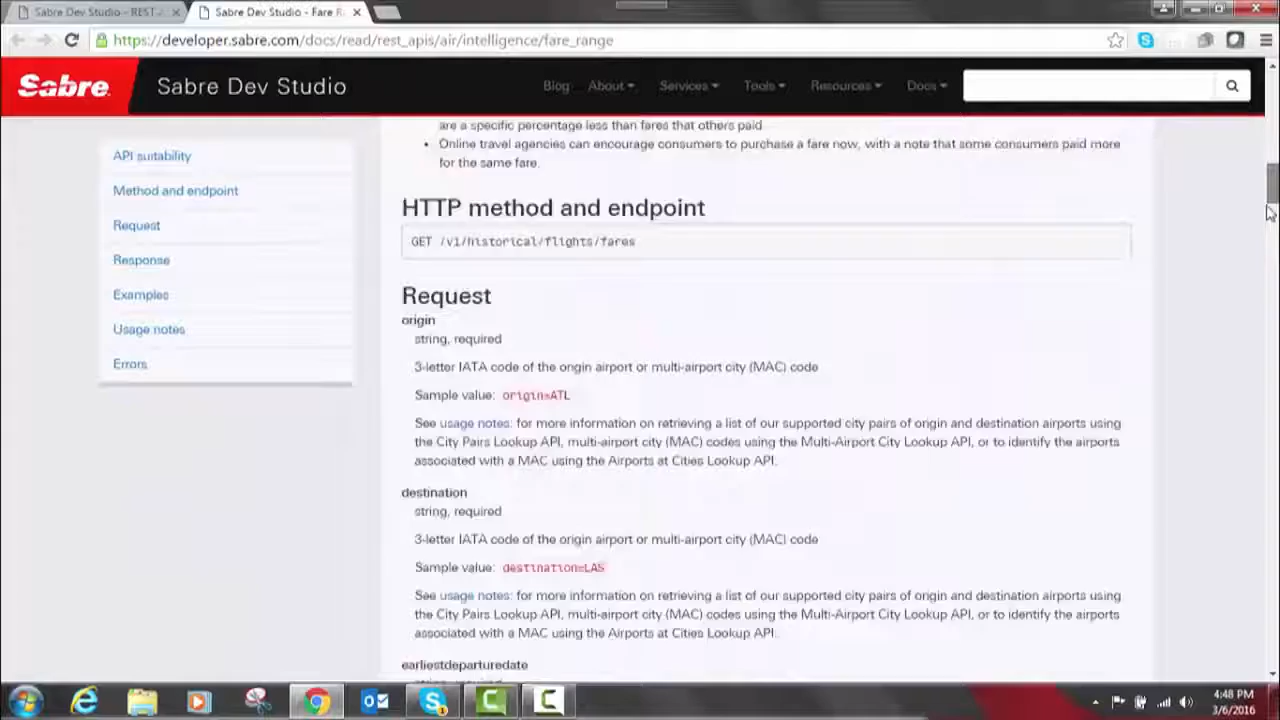 Sabre Dev Studio - REST
Sabre Dev Studio - Fare R
https://developer.sabre.com/docs/read/rest_apis/air/intelligence/fare_range
Sabre
Sabre Dev Studio
Blog About Services Tools Resources Docs
API suitability
Method and endpoint
Request
Response
Examples
Usage notes
Errors
are a specific percentage less than fares that others paid
• Online travel agencies can encourage consumers to purchase a fare now, with a note that some consumers paid more
for the same fare.
HTTP method and endpoint
GET /v1/historical/flights/fares
Request
origin
string, required
3-letter IATA code of the origin airport or multi-airport city (MAC) code
Sample value: origin=ATL
See usage notes: for more information on retrieving a list of our supported city pairs of origin and destination airports using
the City Pairs Lookup API, multi-airport city (MAC) codes using the Multi-Airport City Lookup API, or to identify the airports
associated with a MAC using the Airports at Cities Lookup API.
destination
string, required
3-letter IATA code of the origin airport or multi-airport city (MAC) code
Sample value: destination=LAS
See usage notes: for more information on retrieving a list of our supported city pairs of origin and destination airports using
the City Pairs Lookup API, multi-airport city (MAC) codes using the Multi-Airport City Lookup API, or to identify the airports
associated with a MAC using the Airports at Cities Lookup API.
earliestdeparturedate
4:48 PM
3/6/2016